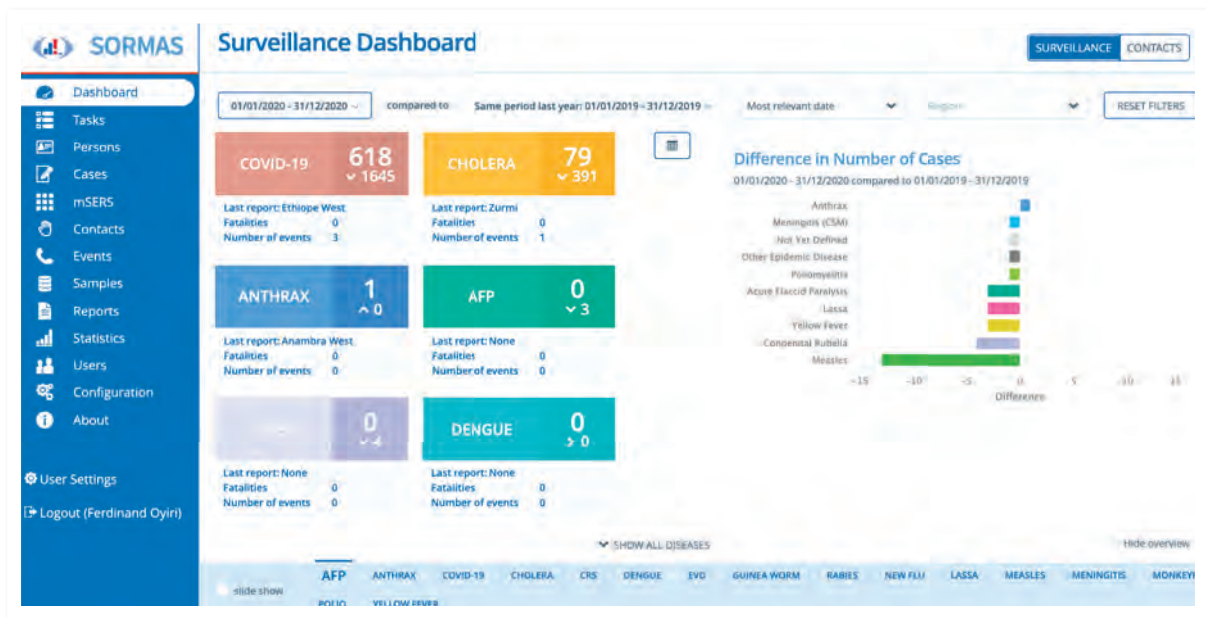 SORMAS
Surveillance Dashboard
SURVEILLANCE CONTACTS
Dashboard
Tasks
Persons
Cases
mSERS
Contacts
Events
Samples
Reports
Statistics
Users
Configuration
About
User Settings
Logout (Ferdinand Oyiri)
01/01/2020 - 31/12/2020 compared to Same period last year: 01/01/2019 - 31/12/2019 Most relevant date Region RESET FILTERS
COVID-19 618
1645
Last report: Ethiope West
Fatalities 0
Number of events 3
CHOLERA 79
391
Last report: Zurmi
Fatalities 0
Number of events 1
ANTHRAX 1
0
Last report: Anambra West
Fatalities 0
Number of events 0
AFP 0
3
Last report: None
Fatalities 0
Number of events 0
0
4
Last report: None
Fatalities 0
Number of events 0
DENGUE 0
0
Last report: None
Fatalities 0
Number of events 0
Difference in Number of Cases
01/01/2020 - 31/12/2020 compared to 01/01/2019 - 31/12/2019
Anthrax
Meningitis (CSM)
Not Yet Defined
Other Epidemic Disease
Poliomyelitis
Acute Flaccid Paralysis
Lassa
Yellow Fever
Congenital Rubella
Measles
-15 -10 -5 0 5 10 15
Difference
SHOW ALL DISEASES
Hide overview
slide show AFP ANTHRAX COVID-19 CHOLERA CRS DENGUE EVD GUINEA WORM RABIES NEW FLU LASSA MEASLES MENINGITIS MONKEY
POLIO YELLOW FEVER